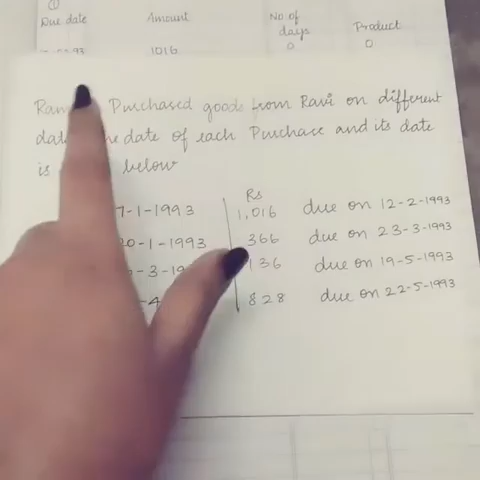 ①
Due date Amount No. of days Product
93 1016 0 0
Purchased goods from Ravi on different
date of each Purchase and its date
is below
Rs
7-1-1993 1,016 due on 12-2-1993
20-1-1993 366 due on 23-3-1993
136 due on 19-5-1993
828 due on 22-5-1993